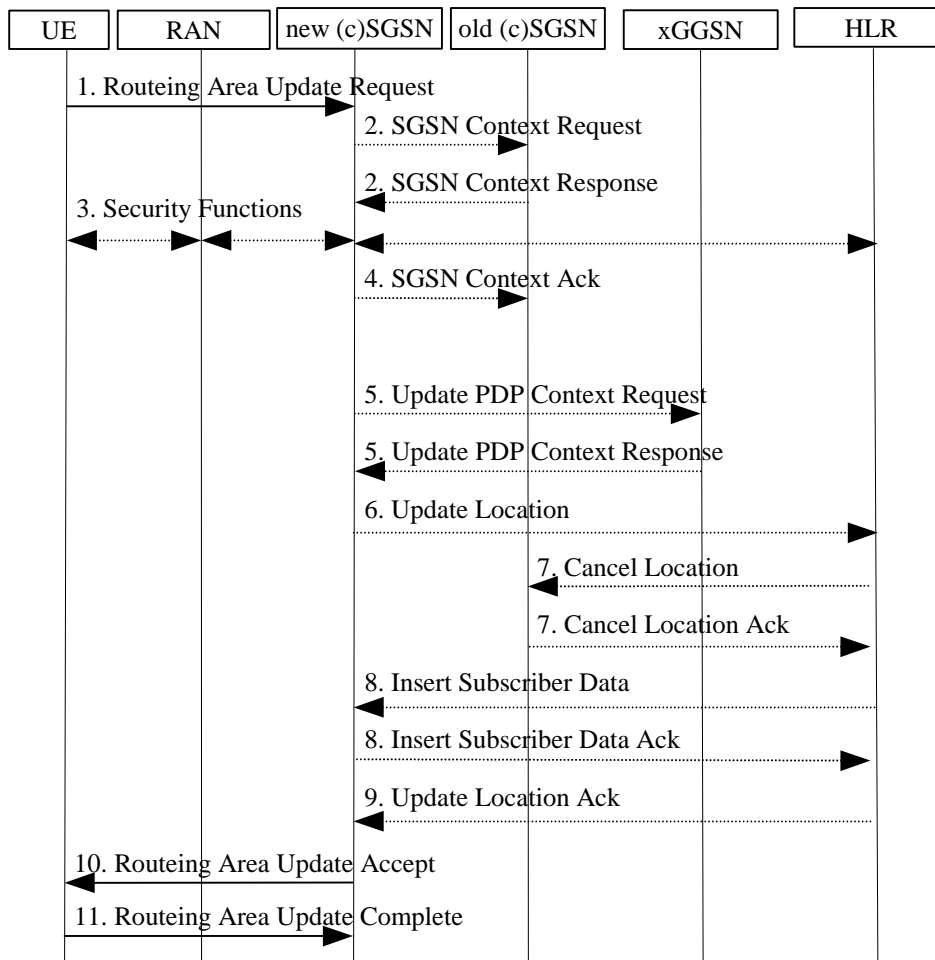 UE RAN new (c)SGSN old (c)SGSN xGGSN HLR
1. Routeing Area Update Request
2. SGSN Context Request
2. SGSN Context Response
3. Security Functions
4. SGSN Context Ack
5. Update PDP Context Request
5. Update PDP Context Response
6. Update Location
7. Cancel Location
7. Cancel Location Ack
8. Insert Subscriber Data
8. Insert Subscriber Data Ack
9. Update Location Ack
10. Routeing Area Update Accept
11. Routeing Area Update Complete